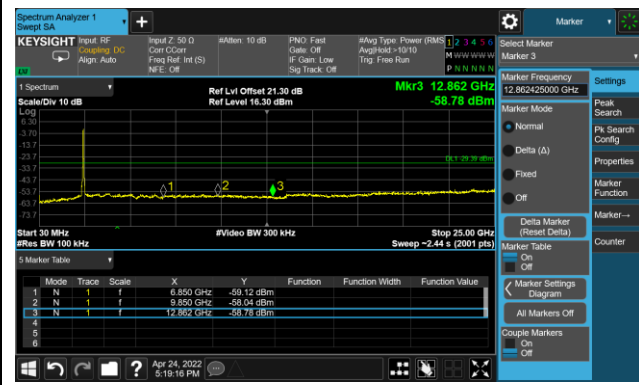 Spectrum Analyzer 1
Swept SA
Marker
KEYSIGHT
Input: RF
Coupling: DC
Align: Auto
Input Z: 50 Ω
Corr CCorr
Freq Ref: Int (S)
NFE: Off
#Atten: 10 dB
PNO: Fast
Gate: Off
IF Gain: Low
Sig Track: Off
#Avg Type: Power (RMS
Avg|Hold:>10/10
Trig: Free Run
1 2 3 4 5 6
M W W W W W
P N N N N N
Select Marker
Marker 3
1 Spectrum
Scale/Div 10 dB
Ref Lvl Offset 21.30 dB
Ref Level 16.30 dBm
Mkr3 12.862 GHz
-58.78 dBm
Log
6.30
-3.70
-13.7
-23.7
-33.7
-43.7
-53.7
-63.7
-73.7
1
2
3
Start 30 MHz
#Res BW 100 kHz
#Video BW 300 kHz
Stop 25.00 GHz
Sweep ~2.44 s (2001 pts)
5 Marker Table
Mode Trace Scale X Y Function Function Width Function Value
1 N 1 f 6.850 GHz -59.12 dBm
2 N 1 f 9.850 GHz -58.04 dBm
3 N 1 f 12.862 GHz -58.78 dBm
4
5
6
Marker Frequency
12.862425000 GHz
Marker Mode
Normal
Delta (Δ)
Fixed
Off
Delta Marker
(Reset Delta)
Marker Table
On
Off
Marker Settings
Diagram
All Markers Off
Couple Markers
On
Off
Settings
Peak
Search
Pk Search
Config
Properties
Marker
Function
Marker→
Counter
?
Apr 24, 2022
5:19:16 PM